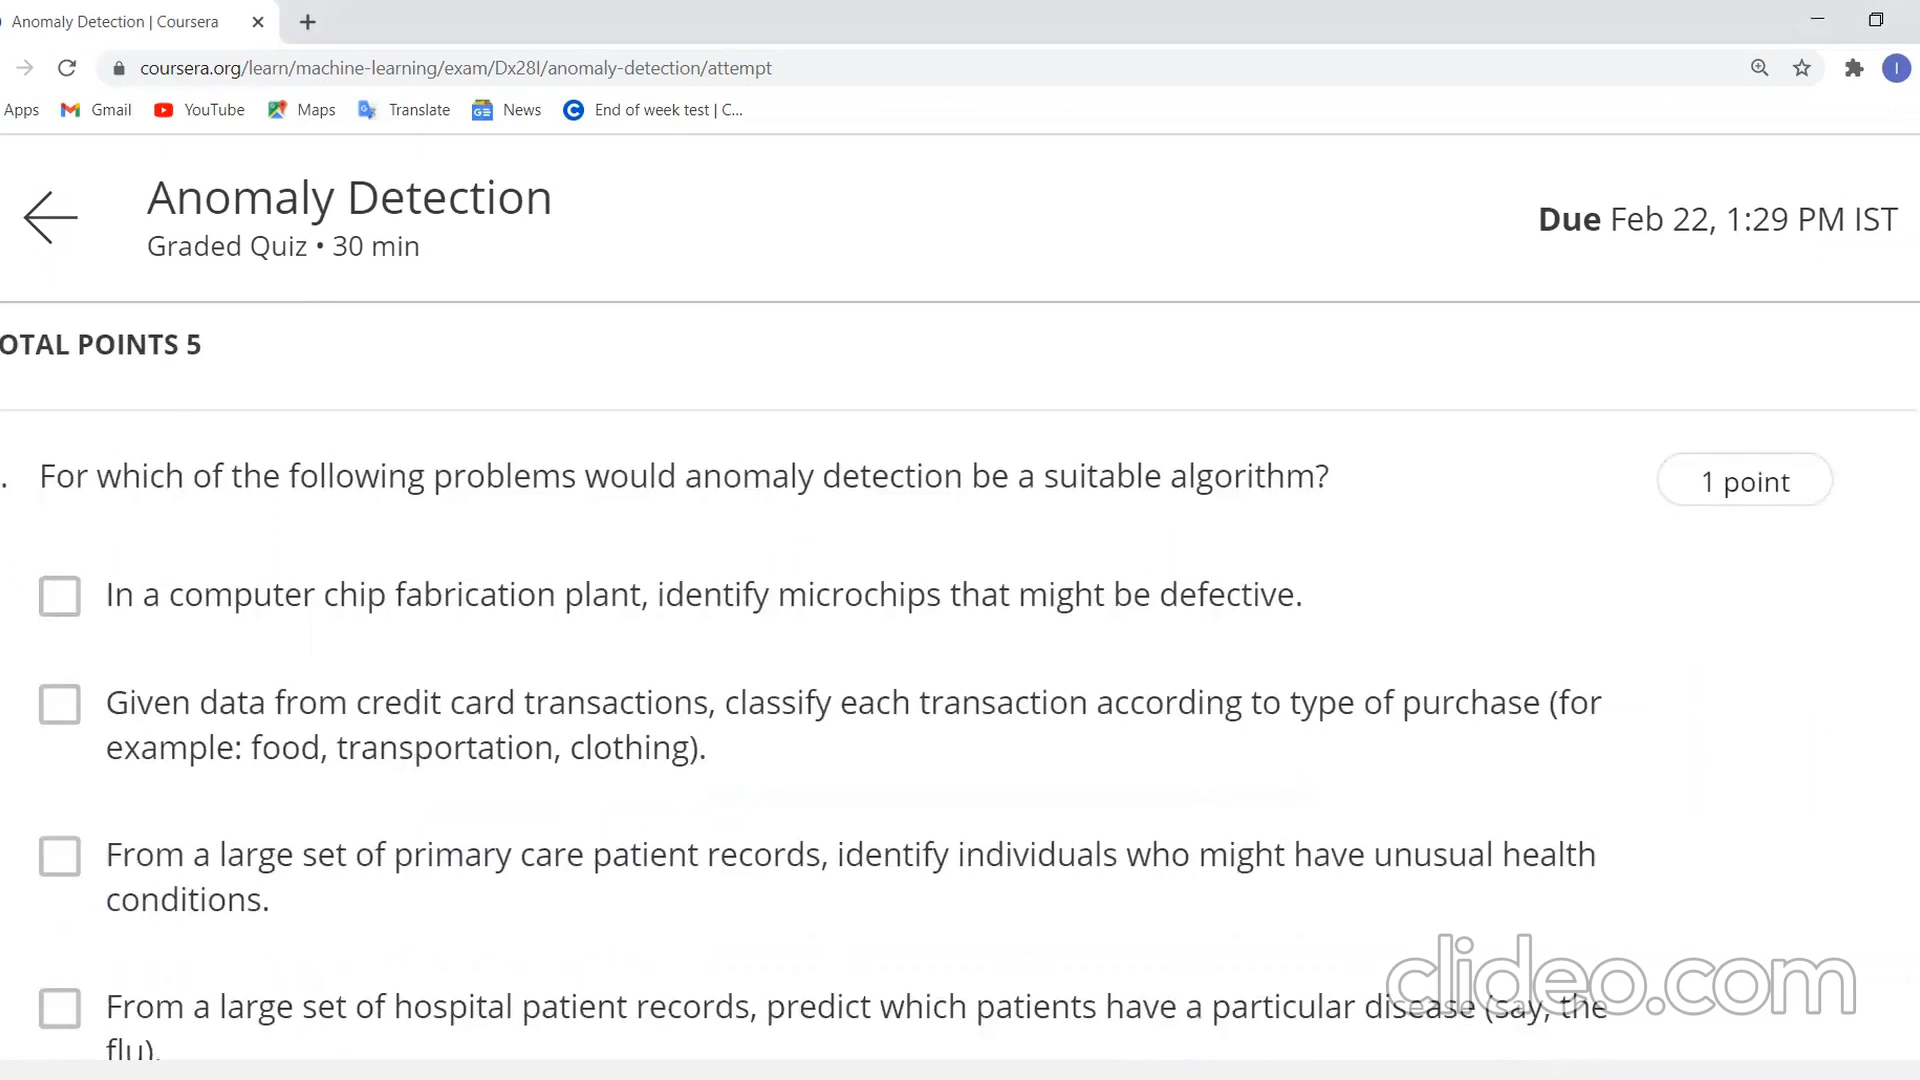 Anomaly Detection | Coursera
coursera.org/learn/machine-learning/exam/Dx28l/anomaly-detection/attempt
I
Apps Gmail YouTube Maps Translate News End of week test | C...
Anomaly Detection
Graded Quiz • 30 min
Due Feb 22, 1:29 PM IST
OTAL POINTS 5
. For which of the following problems would anomaly detection be a suitable algorithm?
1 point
In a computer chip fabrication plant, identify microchips that might be defective.
Given data from credit card transactions, classify each transaction according to type of purchase (for
example: food, transportation, clothing).
From a large set of primary care patient records, identify individuals who might have unusual health
conditions.
From a large set of hospital patient records, predict which patients have a particular disease (say, the
flu).
clideo.com